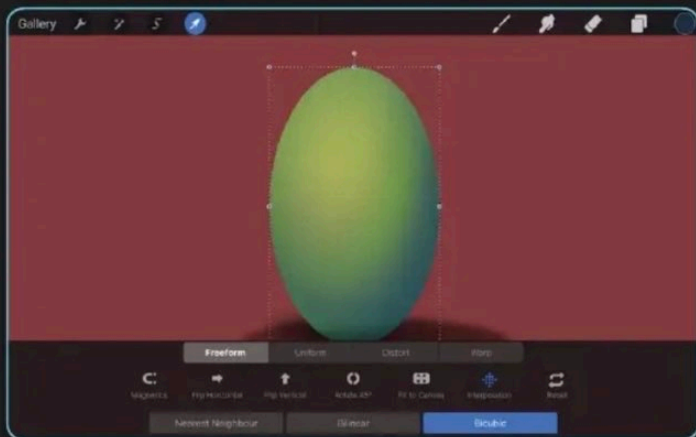 Gallery
Freeform Uniform Distort Warp
Magnetics Flip Horizontal Flip Vertical Rotate 45° Fit to Canvas Interpolation Reset
Nearest Neighbour Bilinear Bicubic